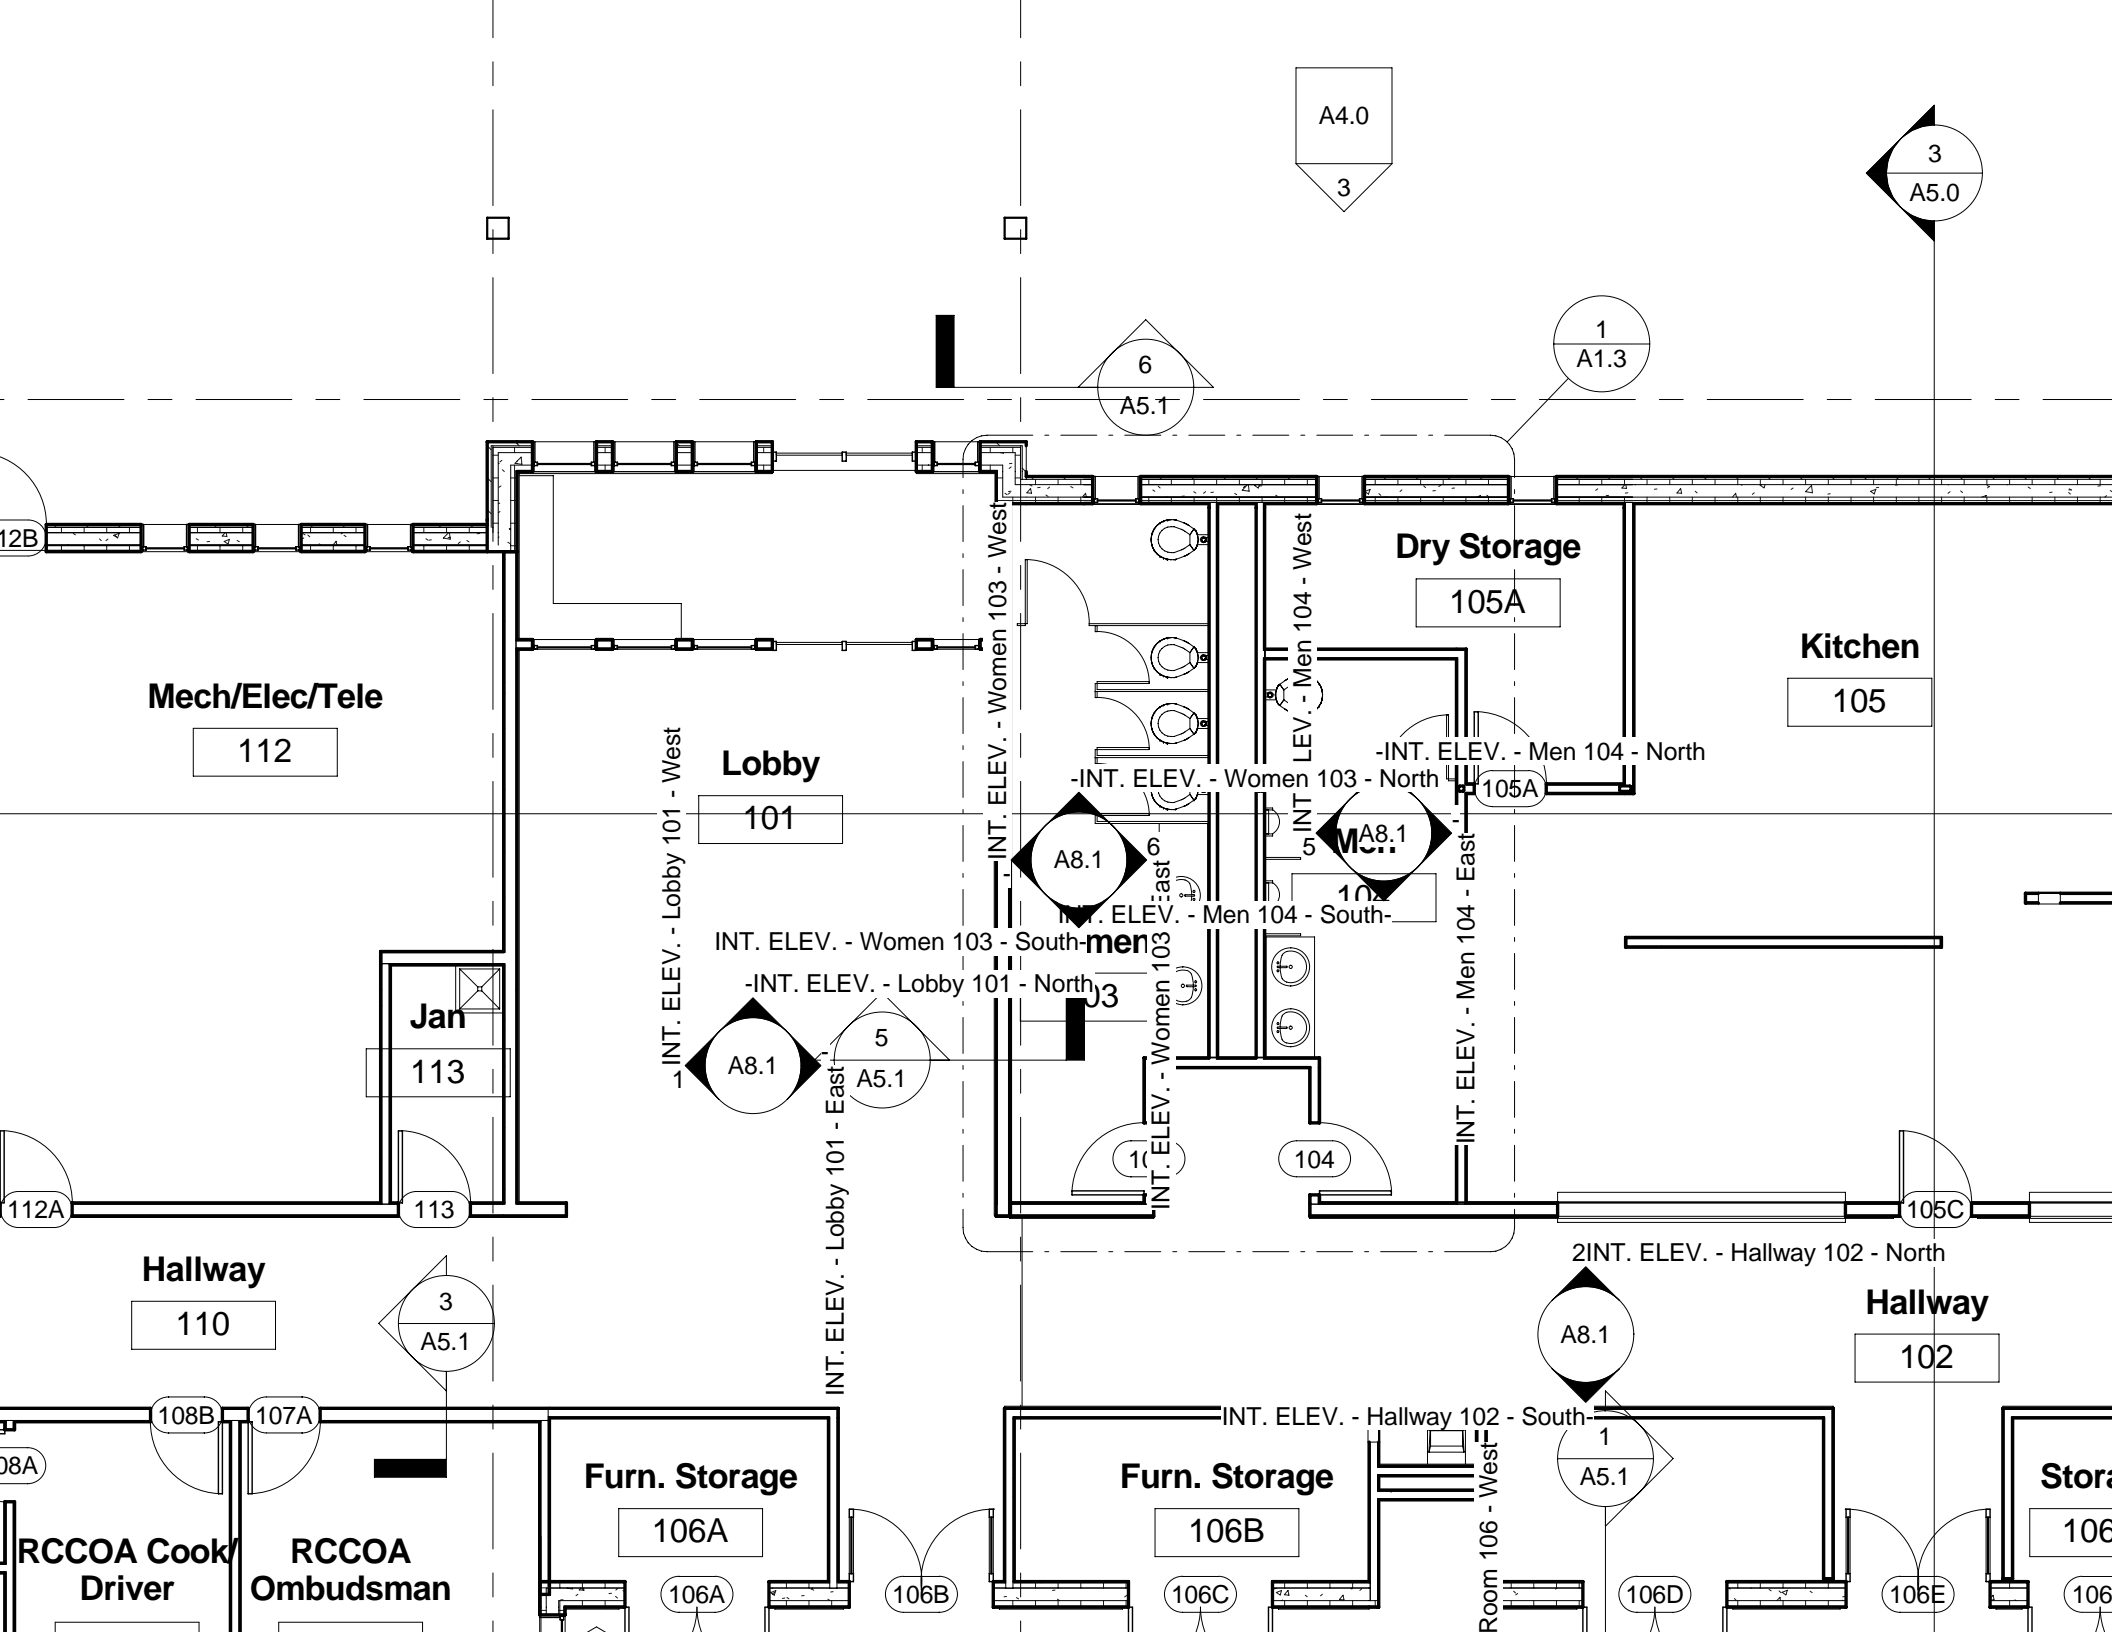 A4.0
3
3
A5.0
1
A1.3
6
A5.1
12B
Dry Storage
105A
Kitchen
105
Mech/Elec/Tele
112
Lobby
101
INT. ELEV. - Lobby 101 - West
1
INT. ELEV. - Women 103 - West
-
LEV. - Men 104 - West
-INT. ELEV. - Men 104 - North
-INT. ELEV. - Women 103 - North
105A
A8.1
6
5
A8.1
-
INT. ELEV. - Men 104 - East
INT. ELEV. - Women 103 - East
ELEV. - Men 104 - South-
INT. ELEV. - Women 103 - South-
men
03
-INT. ELEV. - Lobby 101 - North
Jan
113
A8.1
-
INT. ELEV. - Lobby 101 - East
5
A5.1
104
112A
113
105C
Hallway
110
3
A5.1
2INT. ELEV. - Hallway 102 - North
A8.1
Hallway
102
INT. ELEV. - Hallway 102 - South-
108B
107A
08A
1
A5.1
Room 106 - West
Furn. Storage
106A
Furn. Storage
106B
Stora
106
RCCOA Cook/
Driver
RCCOA
Ombudsman
106A
106B
106C
106D
106E
106